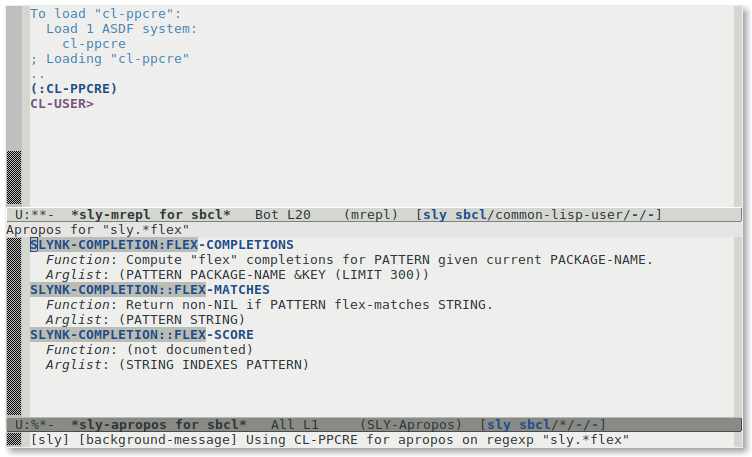 To load "cl-ppcre":
  Load 1 ASDF system:
    cl-ppcre
; Loading "cl-ppcre"
..
(:CL-PPCRE)
CL-USER>
U:**-  *sly-mrepl for sbcl*   Bot L20    (mrepl)  [sly sbcl/common-lisp-user/-/-]
Apropos for "sly.*flex"
SLYNK-COMPLETION:FLEX-COMPLETIONS
  Function: Compute "flex" completions for PATTERN given current PACKAGE-NAME.
  Arglist: (PATTERN PACKAGE-NAME &KEY (LIMIT 300))
SLYNK-COMPLETION::FLEX-MATCHES
  Function: Return non-NIL if PATTERN flex-matches STRING.
  Arglist: (PATTERN STRING)
SLYNK-COMPLETION::FLEX-SCORE
  Function: (not documented)
  Arglist: (STRING INDEXES PATTERN)
U:%*-  *sly-apropos for sbcl*   All L1     (SLY-Apropos)  [sly sbcl/*/-/-]
[sly] [background-message] Using CL-PPCRE for apropos on regexp "sly.*flex"